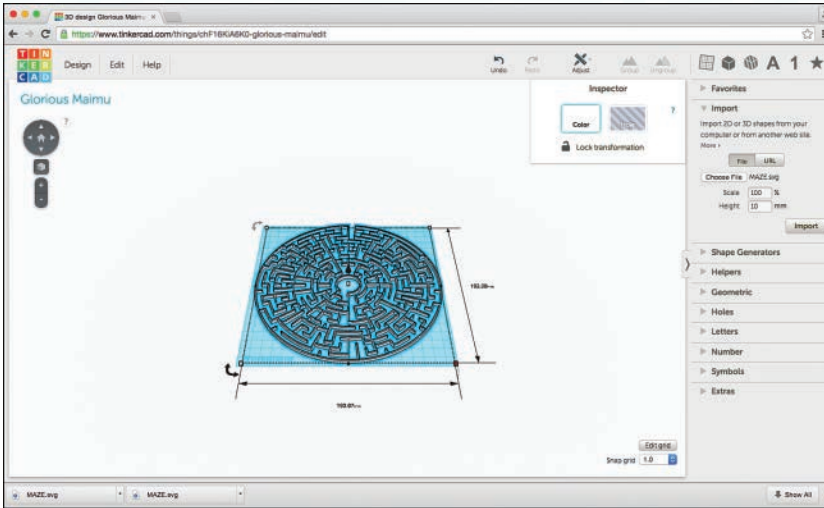 3D design Glorious Maimu
https://www.tinkercad.com/things/chF16KiA6K0-glorious-maimu/edit
TIN
KER
CAD
Design Edit Help
Undo Redo Adjust Group Ungroup
A 1
Glorious Maimu
?
Inspector
?
Color
Lock transformation
Favorites
Import
Import 2D or 3D shapes from your
computer or from another web site.
More
File URL
Choose File MAZE.svg
Scale 100 %
Height 10 mm
Import
Shape Generators
Helpers
Geometric
Holes
Letters
Number
Symbols
Extras
Edit grid
Snap grid 1.0
MAZE.svg MAZE.svg Show All